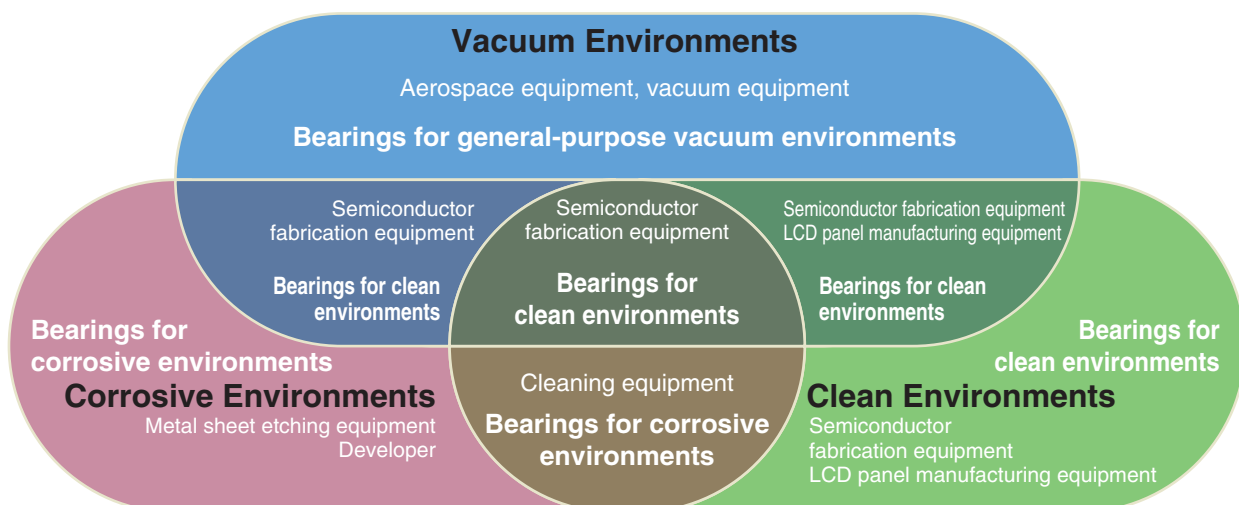 Vacuum Environments
Aerospace equipment, vacuum equipment
Bearings for general-purpose vacuum environments
Semiconductor
fabrication equipment
Bearings for clean
environments
Semiconductor
fabrication equipment
Bearings for
clean environments
Semiconductor fabrication equipment
LCD panel manufacturing equipment
Bearings for clean
environments
Bearings for
corrosive environments
Corrosive Environments
Metal sheet etching equipment
Developer
Cleaning equipment
Bearings for corrosive
environments
Bearings for
clean environments
Clean Environments
Semiconductor
fabrication equipment
LCD panel manufacturing equipment